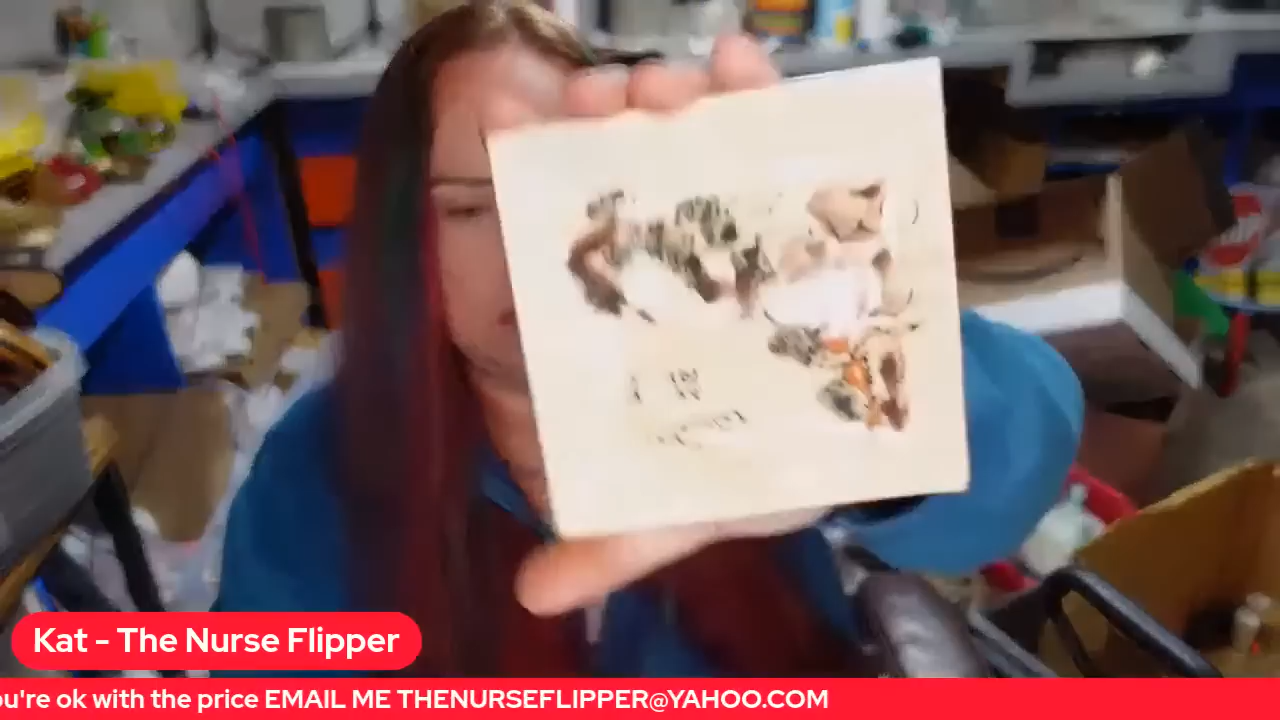 Kat - The Nurse Flipper
ou're ok with the price EMAIL ME THENURSEFLIPPER@YAHOO.COM